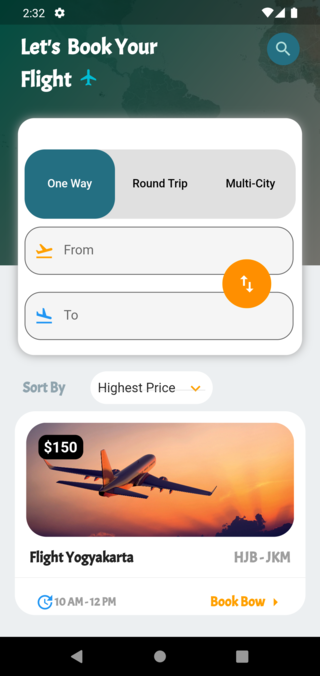 2:32
Let's Book Your
Flight
One Way
Round Trip
Multi-City
From
To
Sort By
Highest Price
$150
Flight Yogyakarta
HJB - JKM
10 AM - 12 PM
Book Bow